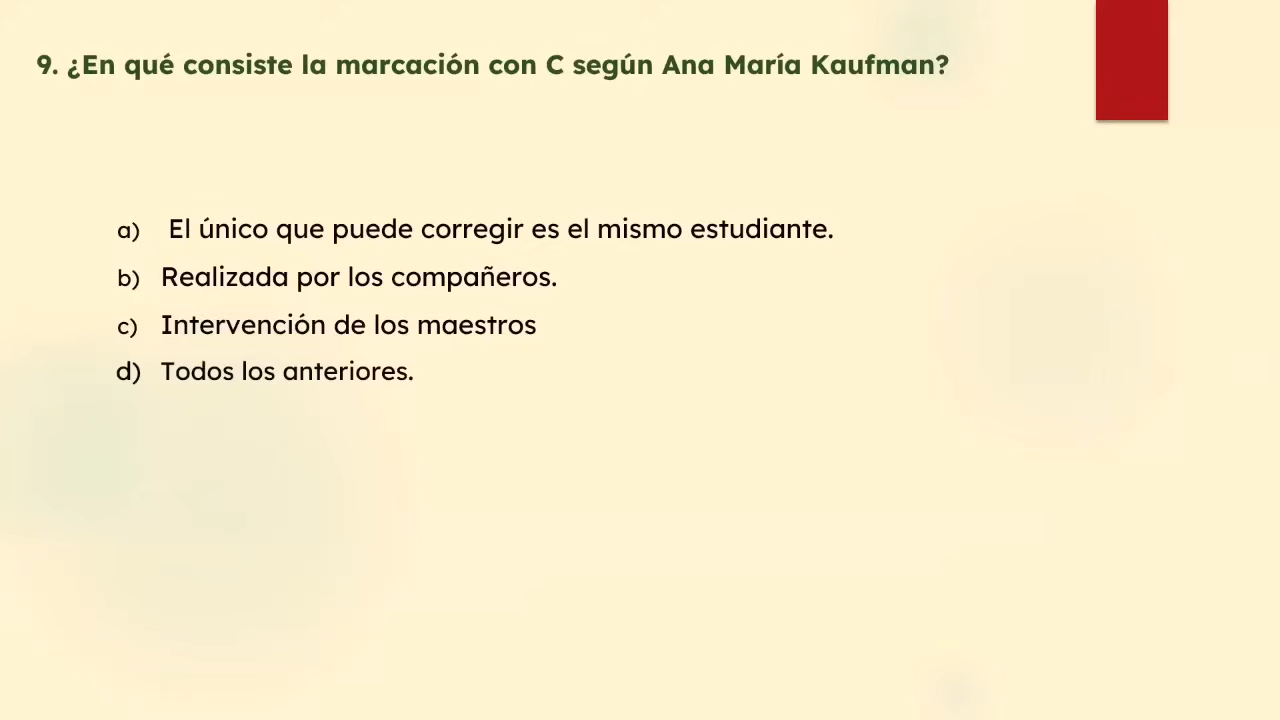 9. ¿En qué consiste la marcación con C según Ana María Kaufman?
a) El único que puede corregir es el mismo estudiante.
b) Realizada por los compañeros.
c) Intervención de los maestros
d) Todos los anteriores.